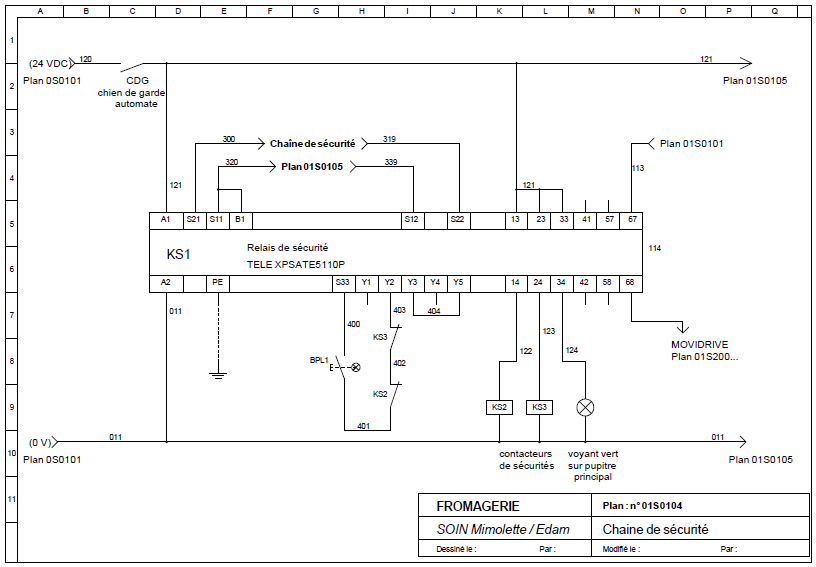 A B C D E F G H I J K L M N O P Q
1
(24 VDC) 120 121
Plan 0S0101 CDG Plan 01S0105
2
chien de garde
automate
3
300 Chaîne de sécurité 319 Plan 01S0101
320 Plan 01S0105 339 113
4
121 121
A1 S21 S11 B1 S12 S22 13 23 33 41 57 67
5
KS1 Relais de sécurité 114
TELE XPSATE5110P
6
A2 PE S33 Y1 Y2 Y3 Y4 Y5 14 24 34 42 58 68
011 403 404
7
400 123
KS3 MOVIDRIVE
122 124 Plan 01S200...
8
BPL1 402
KS2
9
KS2 KS3
401
(0 V) 011 011
10
Plan 0S0101 contacteurs voyant vert Plan 01S0105
de sécurités sur pupitre
principal
11
FROMAGERIE Plan : n° 01S0104
SOIN Mimolette / Edam Chaine de sécurité
Dessiné le : Par : Modifié le : Par :